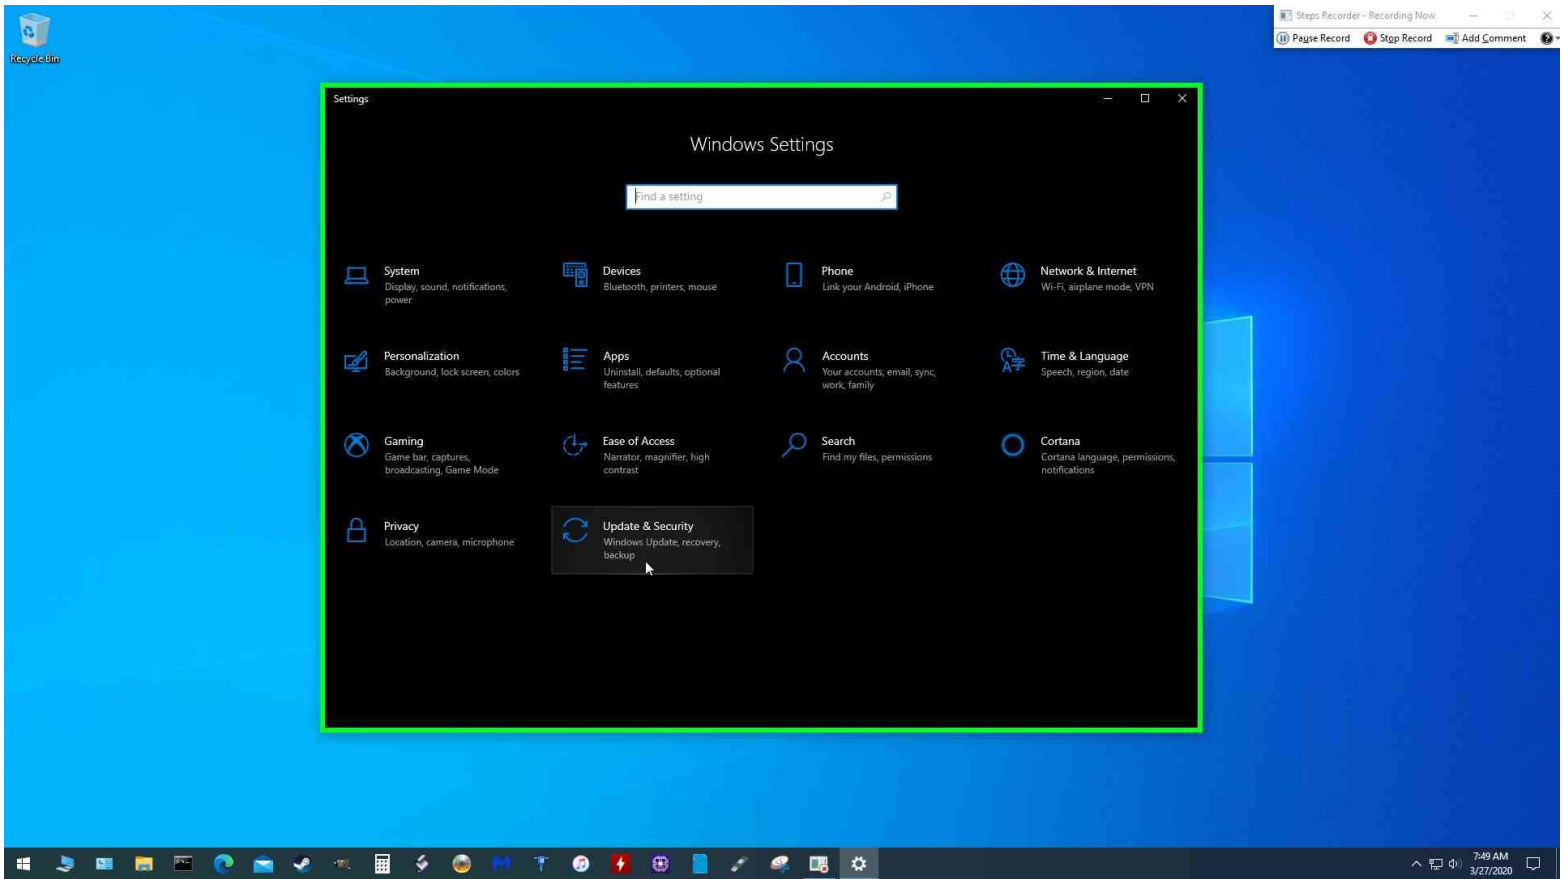 Recycle Bin
Steps Recorder - Recording Now
Pause Record Stop Record Add Comment
Settings
Windows Settings
Find a setting
System
Display, sound, notifications,
power
Devices
Bluetooth, printers, mouse
Phone
Link your Android, iPhone
Network & Internet
Wi-Fi, airplane mode, VPN
Personalization
Background, lock screen, colors
Apps
Uninstall, defaults, optional
features
Accounts
Your accounts, email, sync,
work, family
Time & Language
Speech, region, date
Gaming
Game bar, captures,
broadcasting, Game Mode
Ease of Access
Narrator, magnifier, high
contrast
Search
Find my files, permissions
Cortana
Cortana language, permissions,
notifications
Privacy
Location, camera, microphone
Update & Security
Windows Update, recovery,
backup
7:49 AM
3/27/2020